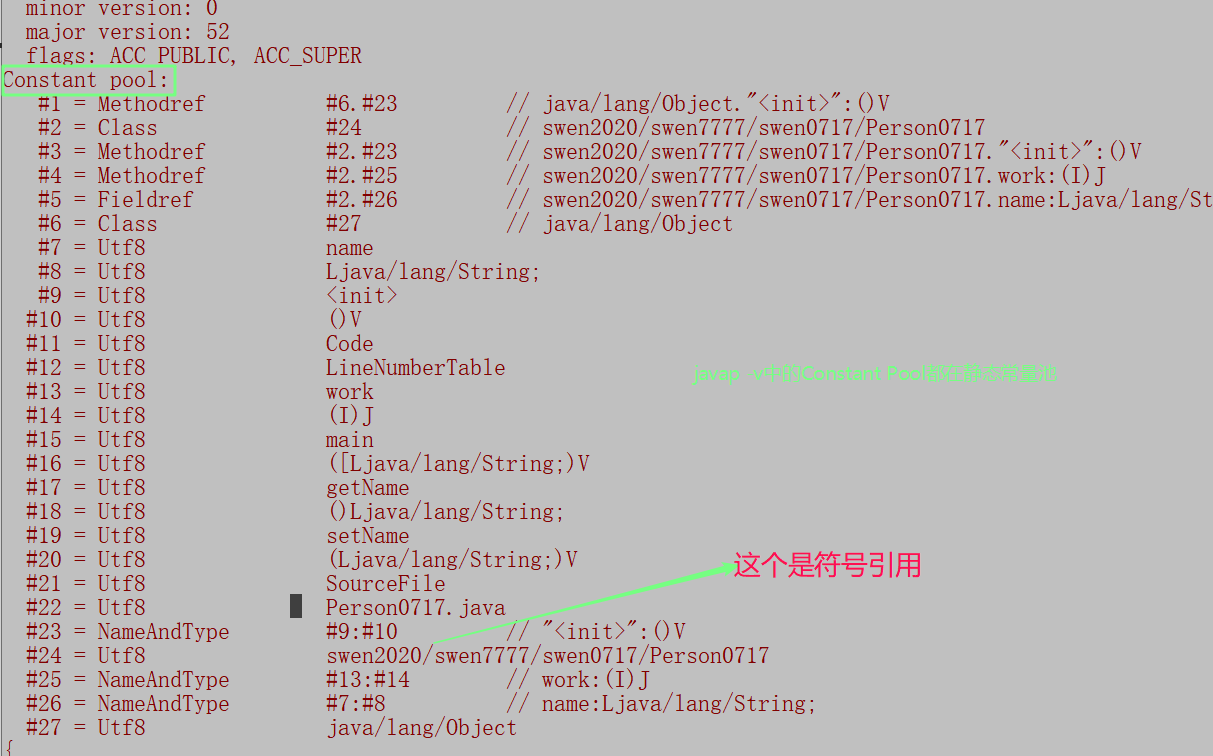 minor version: 0
major version: 52
flags: ACC_PUBLIC, ACC_SUPER
Constant pool:
#1 = Methodref #6.#23 // java/lang/Object."<init>":()V
#2 = Class #24 // swen2020/swen7777/swen0717/Person0717
#3 = Methodref #2.#23 // swen2020/swen7777/swen0717/Person0717."<init>":()V
#4 = Methodref #2.#25 // swen2020/swen7777/swen0717/Person0717.work:(I)J
#5 = Fieldref #2.#26 // swen2020/swen7777/swen0717/Person0717.name:Ljava/lang/St
#6 = Class #27 // java/lang/Object
#7 = Utf8 name
#8 = Utf8 Ljava/lang/String;
#9 = Utf8 <init>
#10 = Utf8 ()V
#11 = Utf8 Code
#12 = Utf8 LineNumberTable
javap -v中的Constant Pool都在静态常量池
#13 = Utf8 work
#14 = Utf8 (I)J
#15 = Utf8 main
#16 = Utf8 ([Ljava/lang/String;)V
#17 = Utf8 getName
#18 = Utf8 ()Ljava/lang/String;
#19 = Utf8 setName
#20 = Utf8 (Ljava/lang/String;)V
这个是符号引用
#21 = Utf8 SourceFile
#22 = Utf8 Person0717.java
#23 = NameAndType #9:#10 // "<init>":()V
#24 = Utf8 swen2020/swen7777/swen0717/Person0717
#25 = NameAndType #13:#14 // work:(I)J
#26 = NameAndType #7:#8 // name:Ljava/lang/String;
#27 = Utf8 java/lang/Object
{